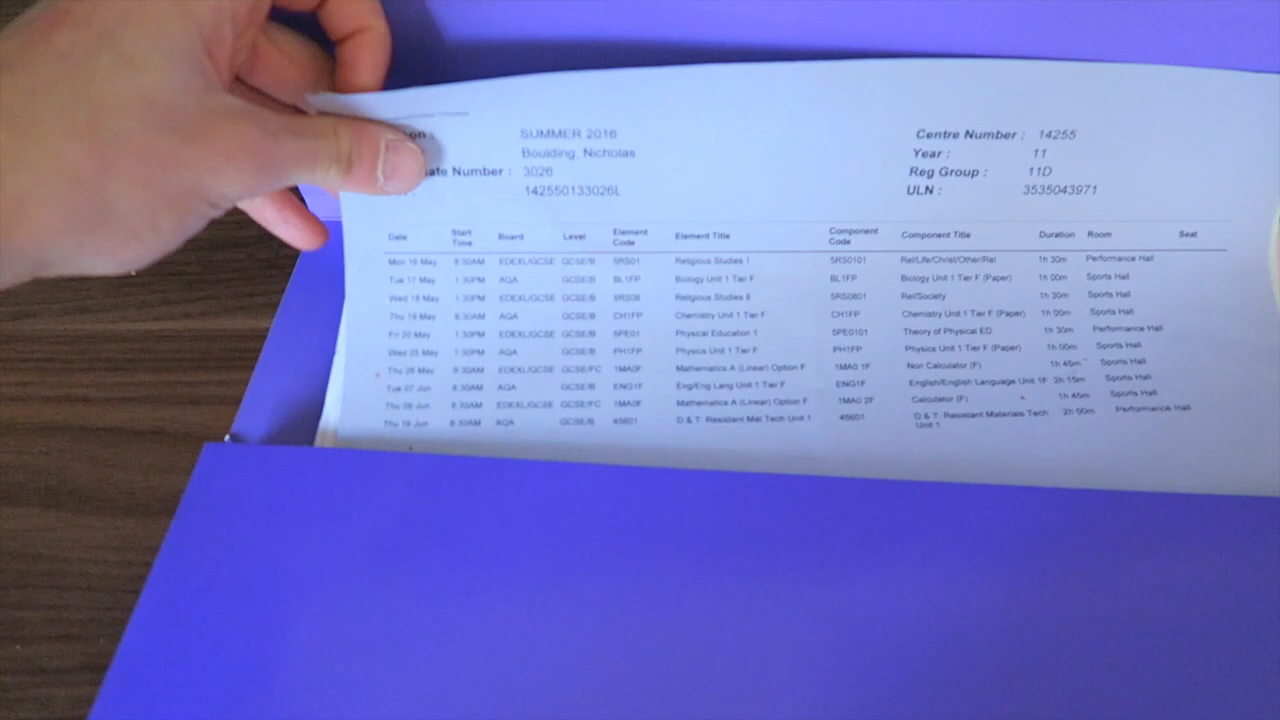 on : SUMMER 2016 Centre Number : 14255
Boulding, Nicholas Year : 11
ate Number : 3026 Reg Group : 11D
: 142550133026L ULN : 3535043971
Date Start Time Board Level Element Code Element Title Component Code Component Title Duration Room Seat
Mon 16 May 8:30AM EDEXL/GCSE GCSE/B 5RS01 Religious Studies 1 5RS0101 Rel/Life/Christ/Other/Rel 1h 30m Performance Hall
Tue 17 May 1:30PM AQA GCSE/B BL1FP Biology Unit 1 Tier F BL1FP Biology Unit 1 Tier F (Paper) 1h 00m Sports Hall
Wed 18 May 1:30PM EDEXL/GCSE GCSE/B 5RS08 Religious Studies 8 5RS0801 Rel/Society 1h 30m Sports Hall
Thu 19 May 8:30AM AQA GCSE/B CH1FP Chemistry Unit 1 Tier F CH1FP Chemistry Unit 1 Tier F (Paper) 1h 00m Sports Hall
Fri 20 May 1:30PM EDEXL/GCSE GCSE/B 5PE01 Physical Education 1 5PE0101 Theory of Physical ED 1h 30m Performance Hall
Wed 25 May 1:30PM AQA GCSE/B PH1FP Physics Unit 1 Tier F PH1FP Physics Unit 1 Tier F (Paper) 1h 00m Sports Hall
Thu 26 May 8:30AM EDEXL/GCSE GCSE/FC 1MA0F Mathematics A (Linear) Option F 1MA0 1F Non Calculator (F) 1h 45m Sports Hall
Tue 07 Jun 8:30AM AQA GCSE/B ENG1F Eng/Eng Lang Unit 1 Tier F ENG1F English/English Language Unit 1F 2h 15m Sports Hall
Thu 09 Jun 8:30AM EDEXL/GCSE GCSE/FC 1MA0F Mathematics A (Linear) Option F 1MA0 2F Calculator (F) 1h 45m Sports Hall
Thu 16 Jun 8:30AM AQA GCSE/B 45601 D & T: Resistant Mat Tech Unit 1 45601 D & T: Resistant Materials Tech Unit 1 2h 00m Performance Hall